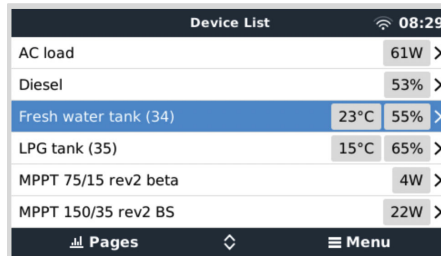 Device List 08:29
AC load 61W
Diesel 53%
Fresh water tank (34) 23°C 55%
LPG tank (35) 15°C 65%
MPPT 75/15 rev2 beta 4W
MPPT 150/35 rev2 BS 22W
Pages Menu